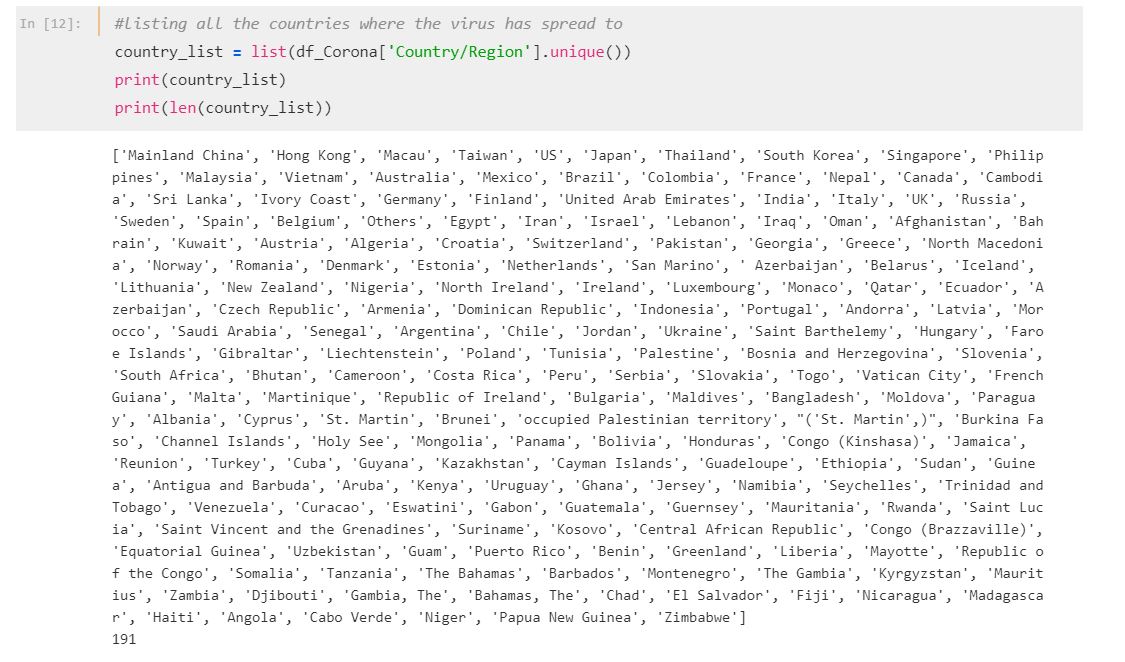 In [12]: #listing all the countries where the virus has spread to
country_list = list(df_Corona['Country/Region'].unique())
print(country_list)
print(len(country_list))
['Mainland China', 'Hong Kong', 'Macau', 'Taiwan', 'US', 'Japan', 'Thailand', 'South Korea', 'Singapore', 'Philip
pines', 'Malaysia', 'Vietnam', 'Australia', 'Mexico', 'Brazil', 'Colombia', 'France', 'Nepal', 'Canada', 'Cambodi
a', 'Sri Lanka', 'Ivory Coast', 'Germany', 'Finland', 'United Arab Emirates', 'India', 'Italy', 'UK', 'Russia',
'Sweden', 'Spain', 'Belgium', 'Others', 'Egypt', 'Iran', 'Israel', 'Lebanon', 'Iraq', 'Oman', 'Afghanistan', 'Bah
rain', 'Kuwait', 'Austria', 'Algeria', 'Croatia', 'Switzerland', 'Pakistan', 'Georgia', 'Greece', 'North Macedoni
a', 'Norway', 'Romania', 'Denmark', 'Estonia', 'Netherlands', 'San Marino', ' Azerbaijan', 'Belarus', 'Iceland',
'Lithuania', 'New Zealand', 'Nigeria', 'North Ireland', 'Ireland', 'Luxembourg', 'Monaco', 'Qatar', 'Ecuador', 'A
zerbaijan', 'Czech Republic', 'Armenia', 'Dominican Republic', 'Indonesia', 'Portugal', 'Andorra', 'Latvia', 'Mor
occo', 'Saudi Arabia', 'Senegal', 'Argentina', 'Chile', 'Jordan', 'Ukraine', 'Saint Barthelemy', 'Hungary', 'Faro
e Islands', 'Gibraltar', 'Liechtenstein', 'Poland', 'Tunisia', 'Palestine', 'Bosnia and Herzegovina', 'Slovenia',
'South Africa', 'Bhutan', 'Cameroon', 'Costa Rica', 'Peru', 'Serbia', 'Slovakia', 'Togo', 'Vatican City', 'French
Guiana', 'Malta', 'Martinique', 'Republic of Ireland', 'Bulgaria', 'Maldives', 'Bangladesh', 'Moldova', 'Paragua
y', 'Albania', 'Cyprus', 'St. Martin', 'Brunei', 'occupied Palestinian territory', "('St. Martin',)", 'Burkina Fa
so', 'Channel Islands', 'Holy See', 'Mongolia', 'Panama', 'Bolivia', 'Honduras', 'Congo (Kinshasa)', 'Jamaica',
'Reunion', 'Turkey', 'Cuba', 'Guyana', 'Kazakhstan', 'Cayman Islands', 'Guadeloupe', 'Ethiopia', 'Sudan', 'Guine
a', 'Antigua and Barbuda', 'Aruba', 'Kenya', 'Uruguay', 'Ghana', 'Jersey', 'Namibia', 'Seychelles', 'Trinidad and
Tobago', 'Venezuela', 'Curacao', 'Eswatini', 'Gabon', 'Guatemala', 'Guernsey', 'Mauritania', 'Rwanda', 'Saint Luc
ia', 'Saint Vincent and the Grenadines', 'Suriname', 'Kosovo', 'Central African Republic', 'Congo (Brazzaville)',
'Equatorial Guinea', 'Uzbekistan', 'Guam', 'Puerto Rico', 'Benin', 'Greenland', 'Liberia', 'Mayotte', 'Republic o
f the Congo', 'Somalia', 'Tanzania', 'The Bahamas', 'Barbados', 'Montenegro', 'The Gambia', 'Kyrgyzstan', 'Maurit
ius', 'Zambia', 'Djibouti', 'Gambia, The', 'Bahamas, The', 'Chad', 'El Salvador', 'Fiji', 'Nicaragua', 'Madagasca
r', 'Haiti', 'Angola', 'Cabo Verde', 'Niger', 'Papua New Guinea', 'Zimbabwe']
191